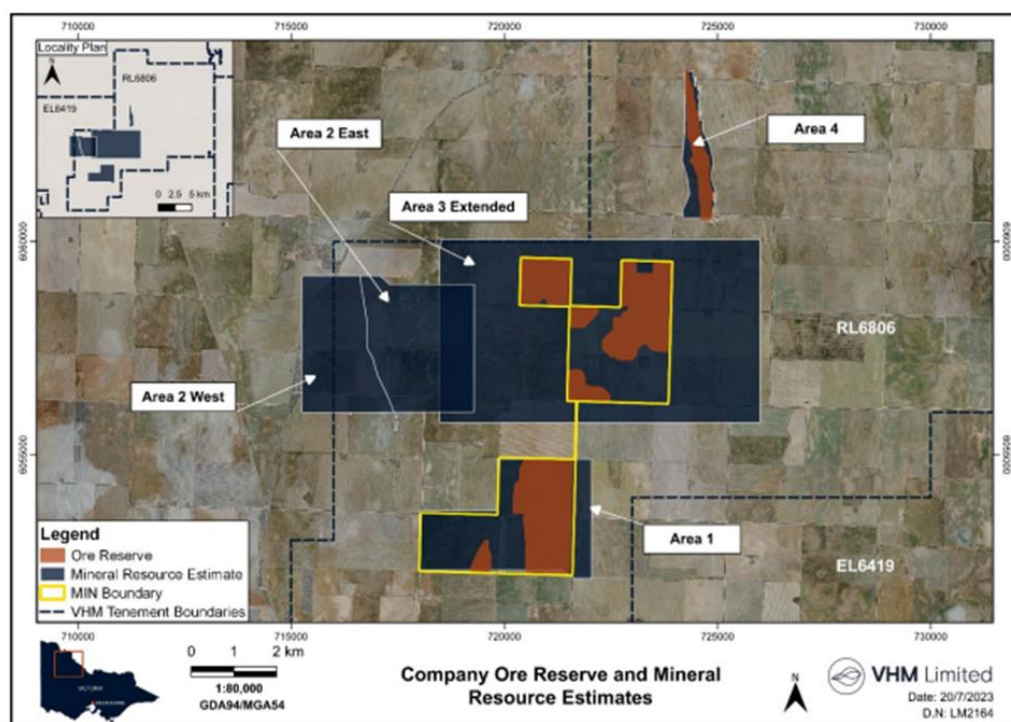 710000
715000
720000
725000
730000
Locality Plan
N
RL6806
EL6419
0 2.5 5 km
Area 2 East
Area 4
Area 3 Extended
6060000
6060000
RL6806
Area 2 West
6055000
6055000
Area 1
EL6419
Legend
Ore Reserve
Mineral Resource Estimate
MIN Boundary
VHM Tenement Boundaries
710000
715000
720000
725000
730000
VICTORIA
0 1 2 km
1:80,000
GDA94/MGA54
Company Ore Reserve and Mineral
Resource Estimates
N
VHM Limited
Date: 20/7/2023
D.N: LM2164